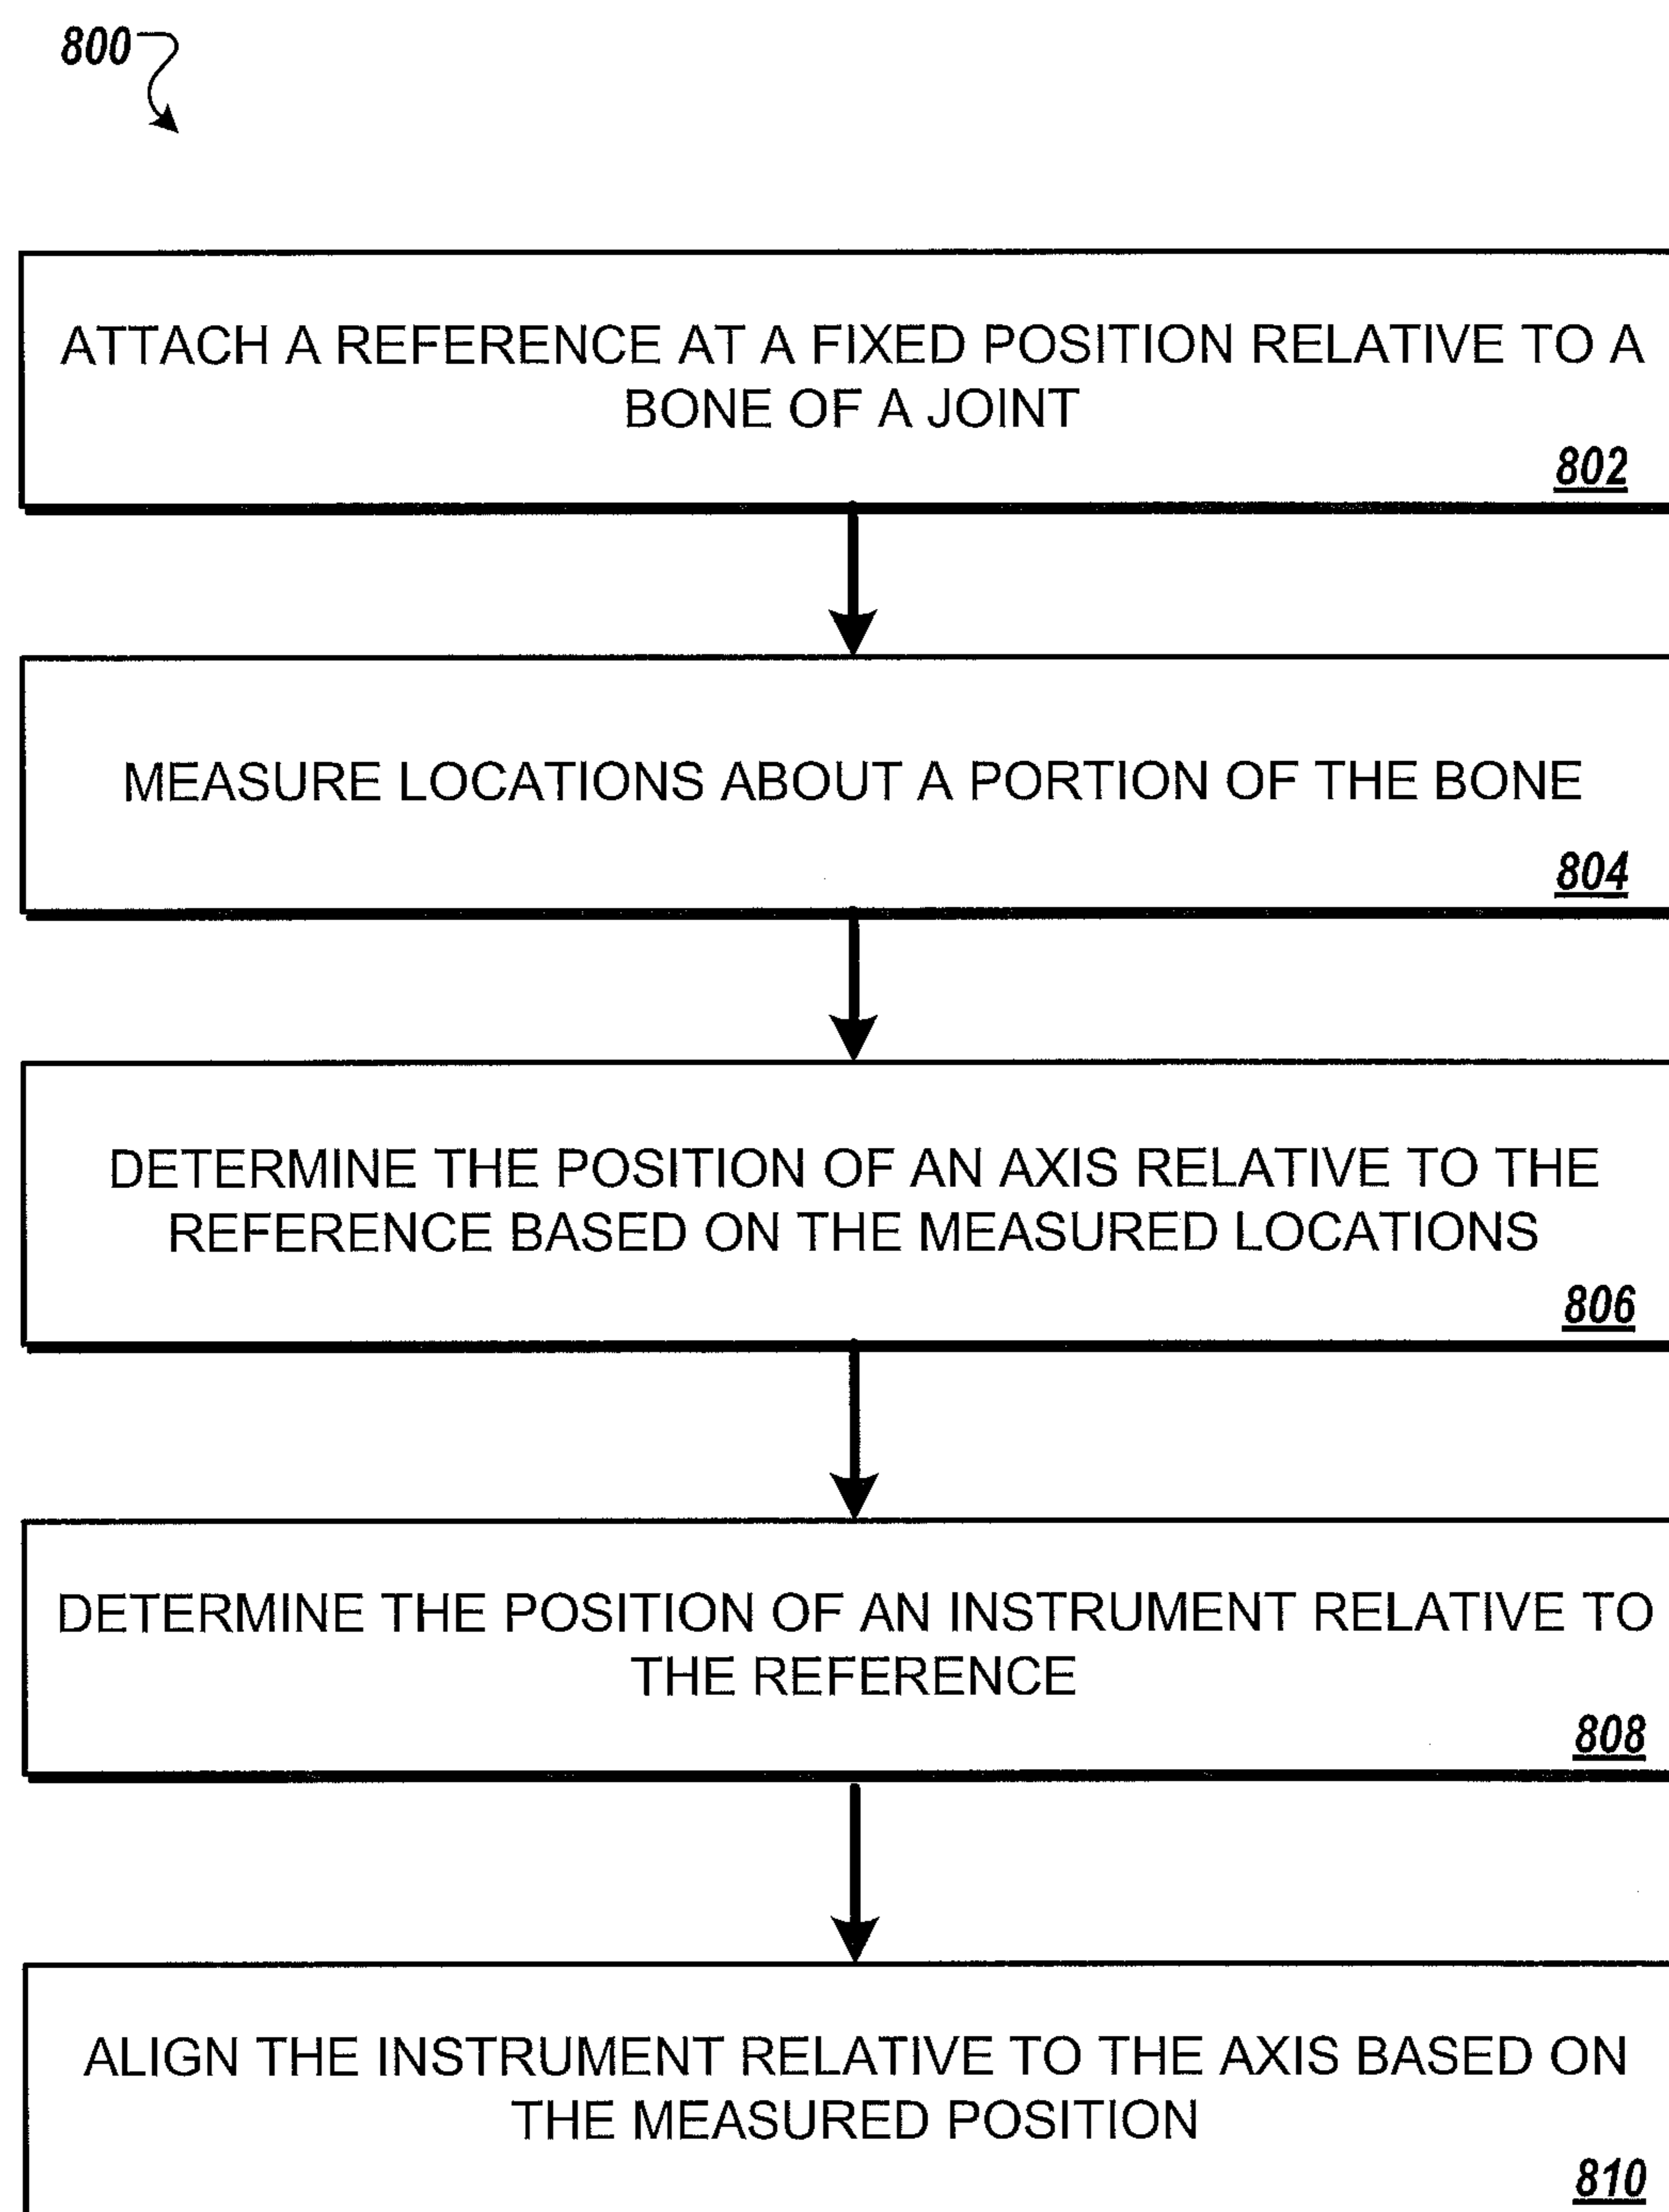 800
ATTACH A REFERENCE AT A FIXED POSITION RELATIVE TO A
BONE OF A JOINT
802
MEASURE LOCATIONS ABOUT A PORTION OF THE BONE
804
DETERMINE THE POSITION OF AN AXIS RELATIVE TO THE
REFERENCE BASED ON THE MEASURED LOCATIONS
806
DETERMINE THE POSITION OF AN INSTRUMENT RELATIVE TO
THE REFERENCE
808
ALIGN THE INSTRUMENT RELATIVE TO THE AXIS BASED ON
THE MEASURED POSITION
810